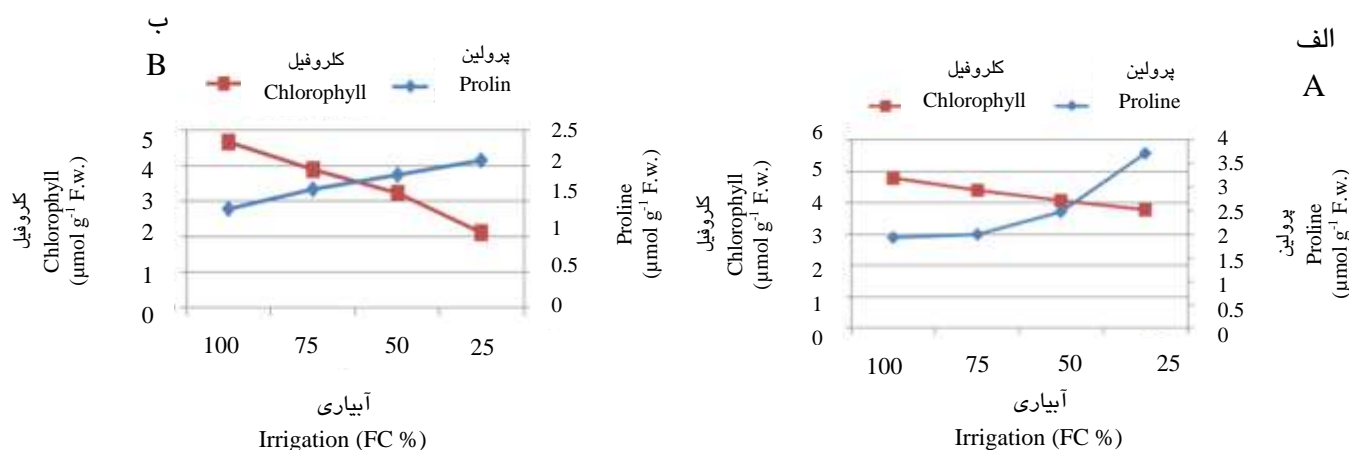 ب
B
کلروفیل پرولین
Chlorophyll Prolin
5
4
3
2
1
0
2.5
2
1.5
1
0.5
0
کلروفیل
Chlorophyll
(µmol g-1 F.w.)
Proline
(µmol g-1 F.w.)
100 75 50 25
آبیاری
Irrigation (FC %)
الف
A
کلروفیل پرولین
Chlorophyll Proline
6
5
4
3
2
1
0
4
3.5
3
2.5
2
1.5
1
0.5
0
کلروفیل
Chlorophyll
(µmol g-1 F.w.)
پرولین
Proline
(µmol g-1 F.w.)
100 75 50 25
آبیاری
Irrigation (FC %)